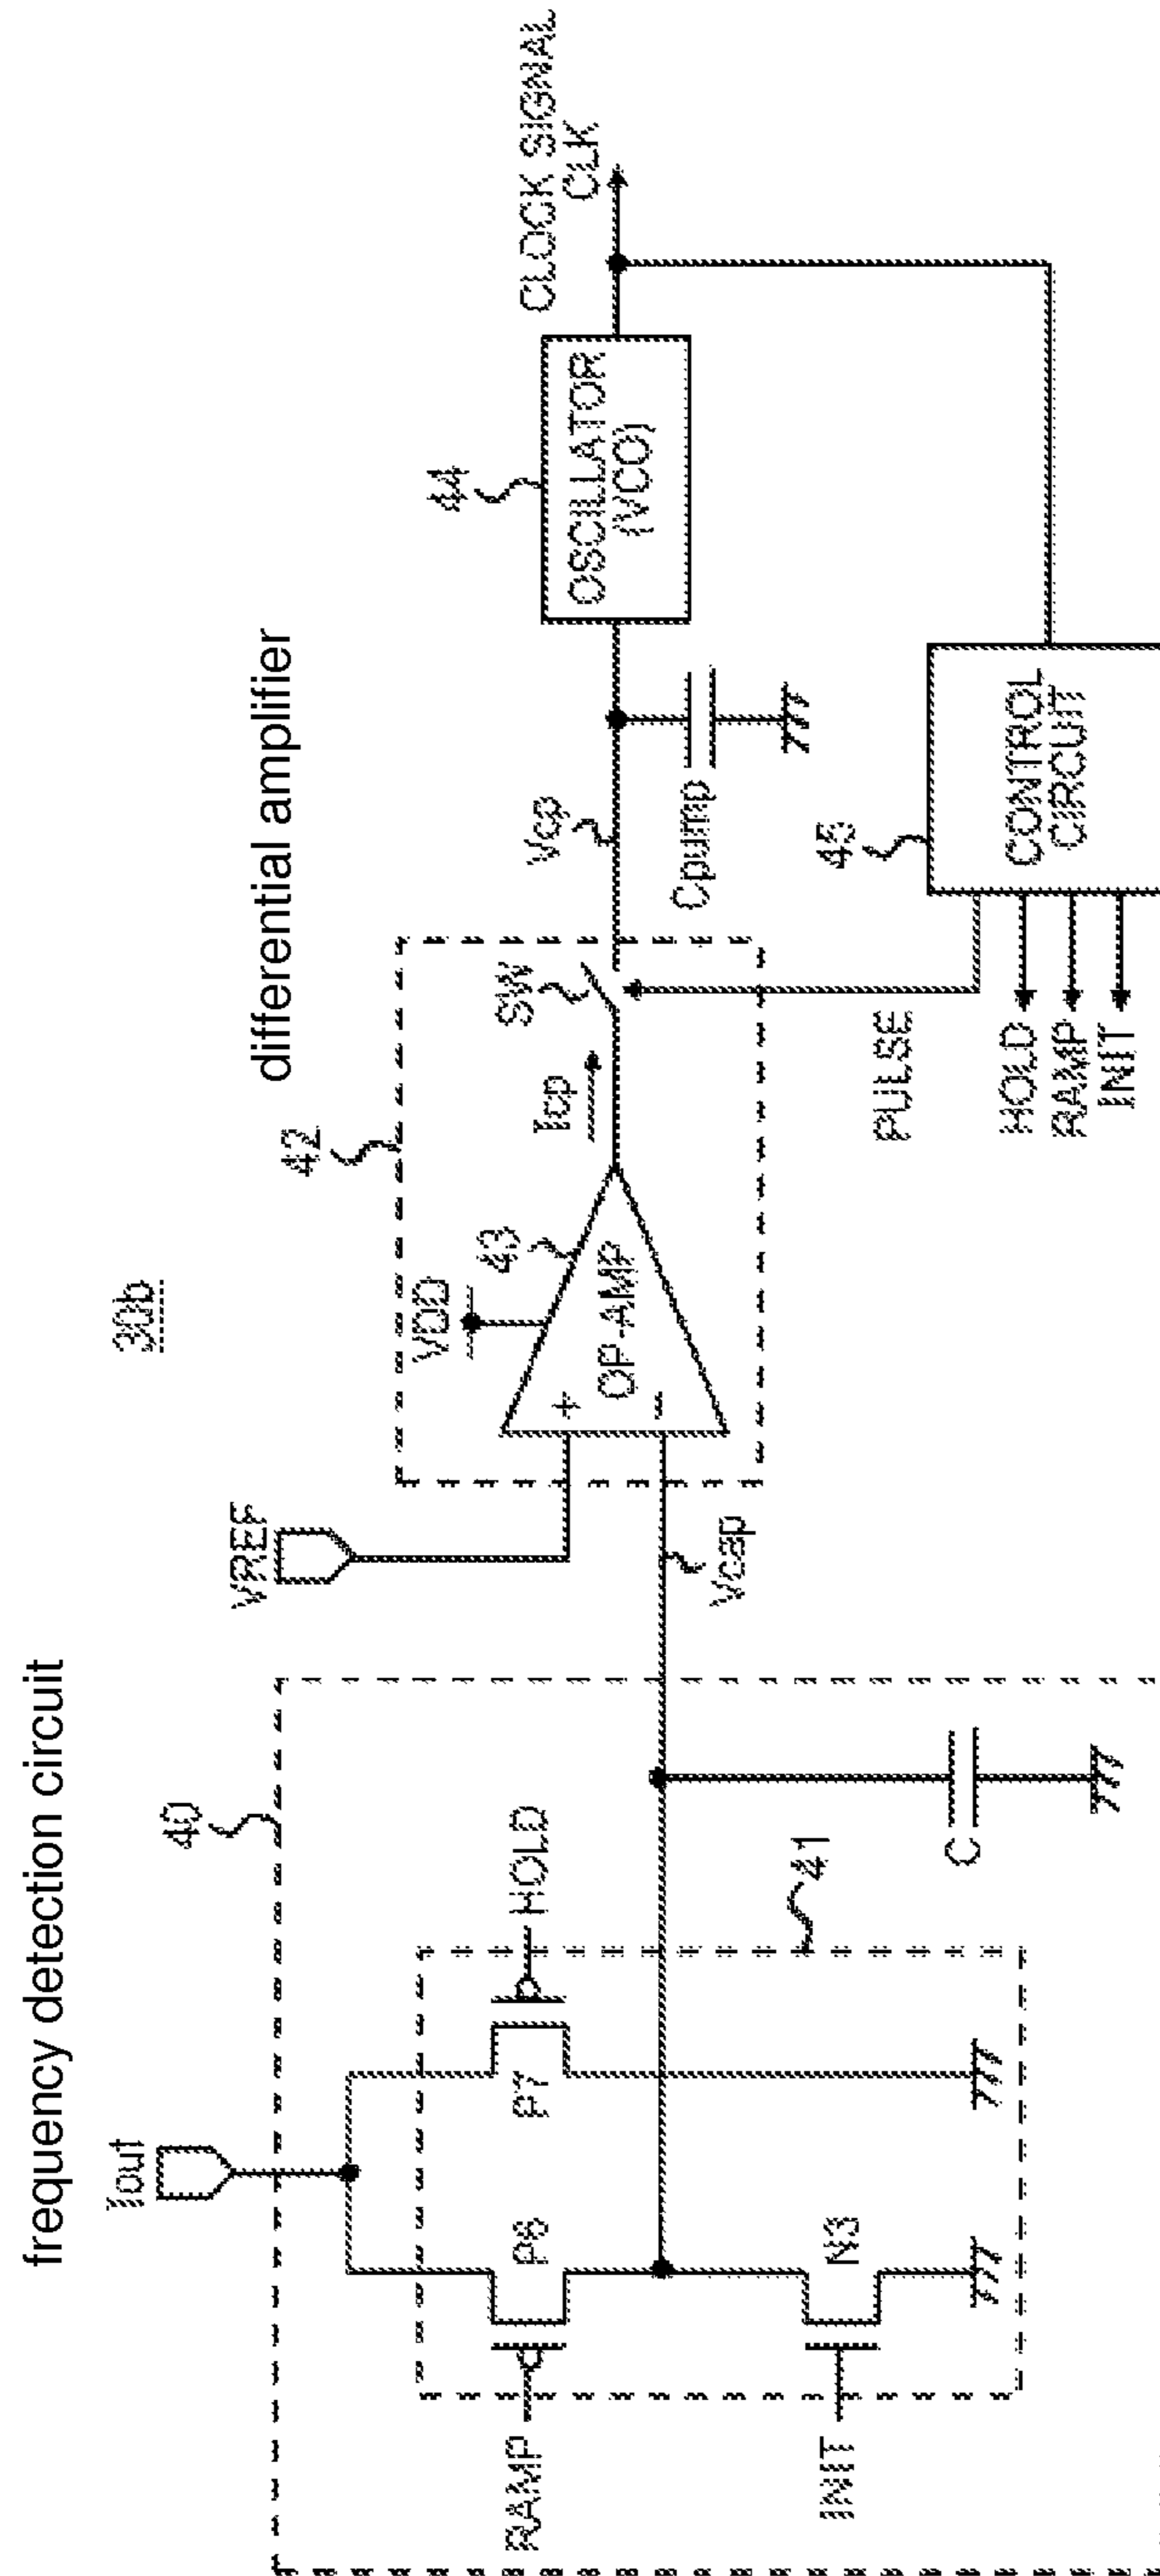 30b
frequency detection circuit
differential amplifier
Iout
40
VREF
42
VDD
43
+
-
OP-AMP
Icp
SW
Vcp
44
OSCILLATOR
(VCO)
CLOCK SIGNAL
CLK
RAMP
P6
P7
HOLD
N3
INIT
41
C
Vcap
Cpump
PULSE
45
CONTROL
CIRCUIT
HOLD
RAMP
INIT